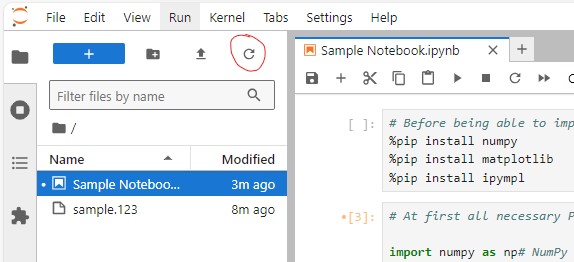 File Edit View Run Kernel Tabs Settings Help
Sample Notebook.ipynb
Filter files by name
/
Name Modified
Sample Noteboo... 3m ago
sample.123 8m ago
[ ]: # Before being able to imp
%pip install numpy
%pip install matplotlib
%pip install ipympl
[3]: # At first all necessary P
import numpy as np# NumPy